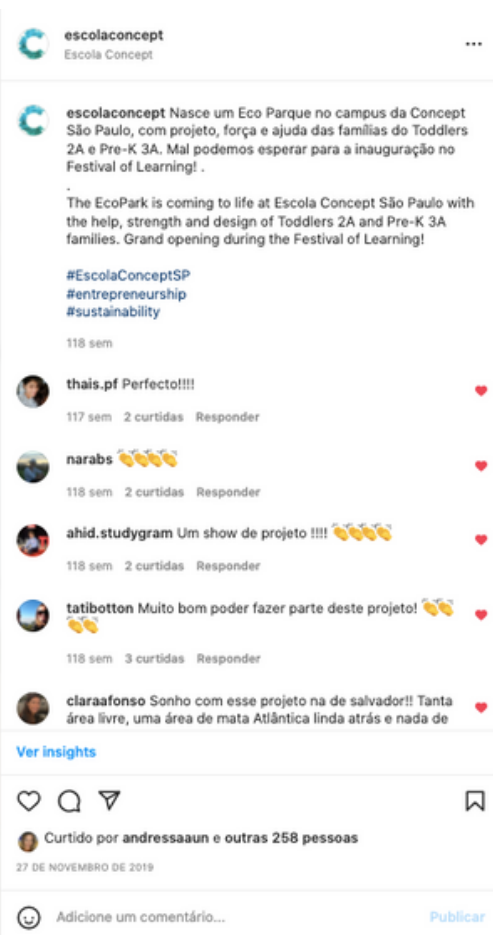 escolaconcept
Escola Concept
escolaconcept Nasce um Eco Parque no campus da Concept
São Paulo, com projeto, força e ajuda das famílias do Toddlers
2A e Pre-K 3A. Mal podemos esperar para a inauguração no
Festival of Learning! .
.
The EcoPark is coming to life at Escola Concept São Paulo with
the help, strength and design of Toddlers 2A and Pre-K 3A
families. Grand opening during the Festival of Learning!
#EscolaConceptSP
#entrepreneurship
#sustainability
118 sem
thais.pf Perfecto!!!!
117 sem 2 curtidas Responder
narabs 👏👏👏👏
118 sem 2 curtidas Responder
ahid.studygram Um show de projeto !!!! 👏👏👏👏
118 sem 2 curtidas Responder
tatibotton Muito bom poder fazer parte deste projeto! 👏👏
👏👏
118 sem 3 curtidas Responder
claraafonso Sonho com esse projeto na de salvador!! Tanta
área livre, uma área de mata Atlântica linda atrás e nada de
Ver insights
Curtido por andressaaun e outras 258 pessoas
27 DE NOVEMBRO DE 2019
Adicione um comentário... Publicar